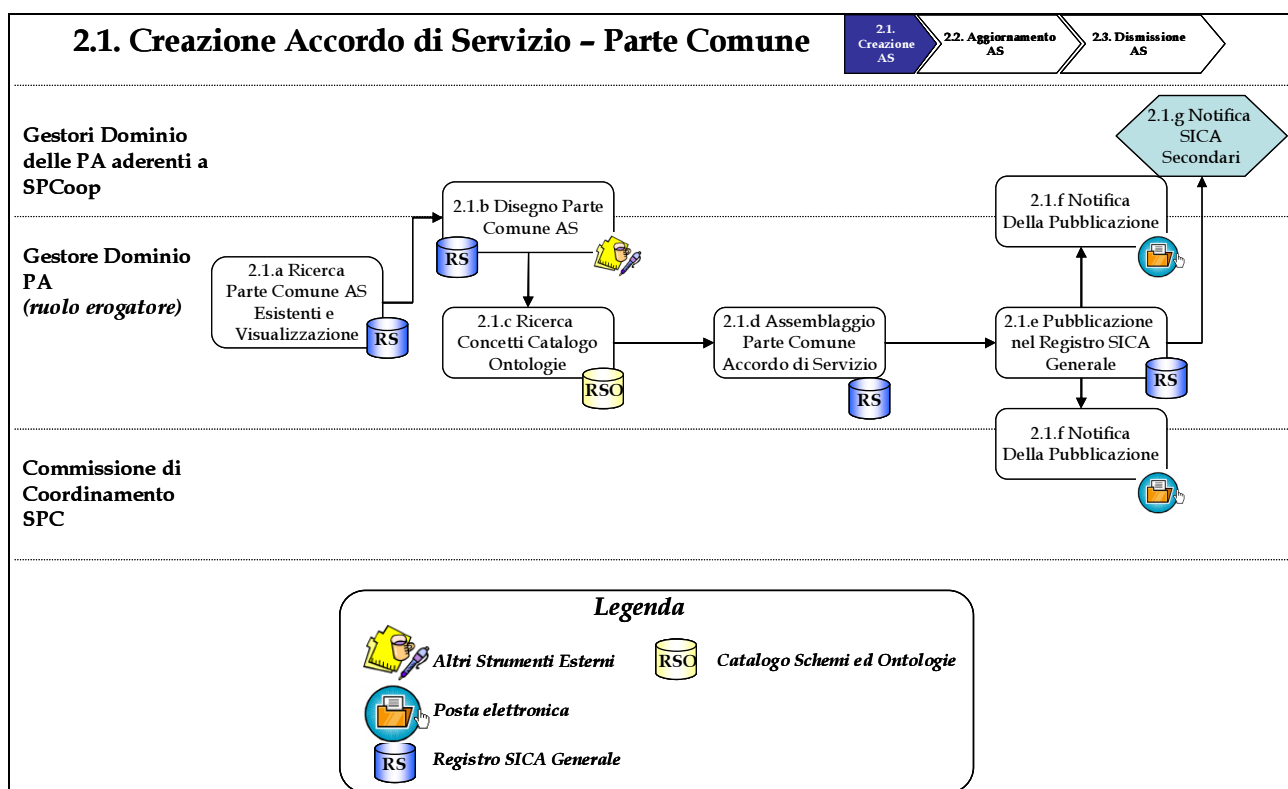 2.1. Creazione Accordo di Servizio – Parte Comune
2.1.
Creazione
AS
2.2. Aggiornamento
AS
2.3. Dismissione
AS
Gestori Dominio
delle PA aderenti a
SPCoop
2.1.g Notifica
SICA
Secondari
2.1.b Disegno Parte
Comune AS
RS
2.1.f Notifica
Della Pubblicazione
Gestore Dominio
PA
(ruolo erogatore)
2.1.a Ricerca
Parte Comune AS
Esistenti e
Visualizzazione
RS
2.1.c Ricerca
Concetti Catalogo
Ontologie
RSO
2.1.d Assemblaggio
Parte Comune
Accordo di Servizio
RS
2.1.e Pubblicazione
nel Registro SICA
Generale
RS
2.1.f Notifica
Della Pubblicazione
Commissione di
Coordinamento
SPC
Legenda
Altri Strumenti Esterni
RSO
Catalogo Schemi ed Ontologie
Posta elettronica
RS
Registro SICA Generale